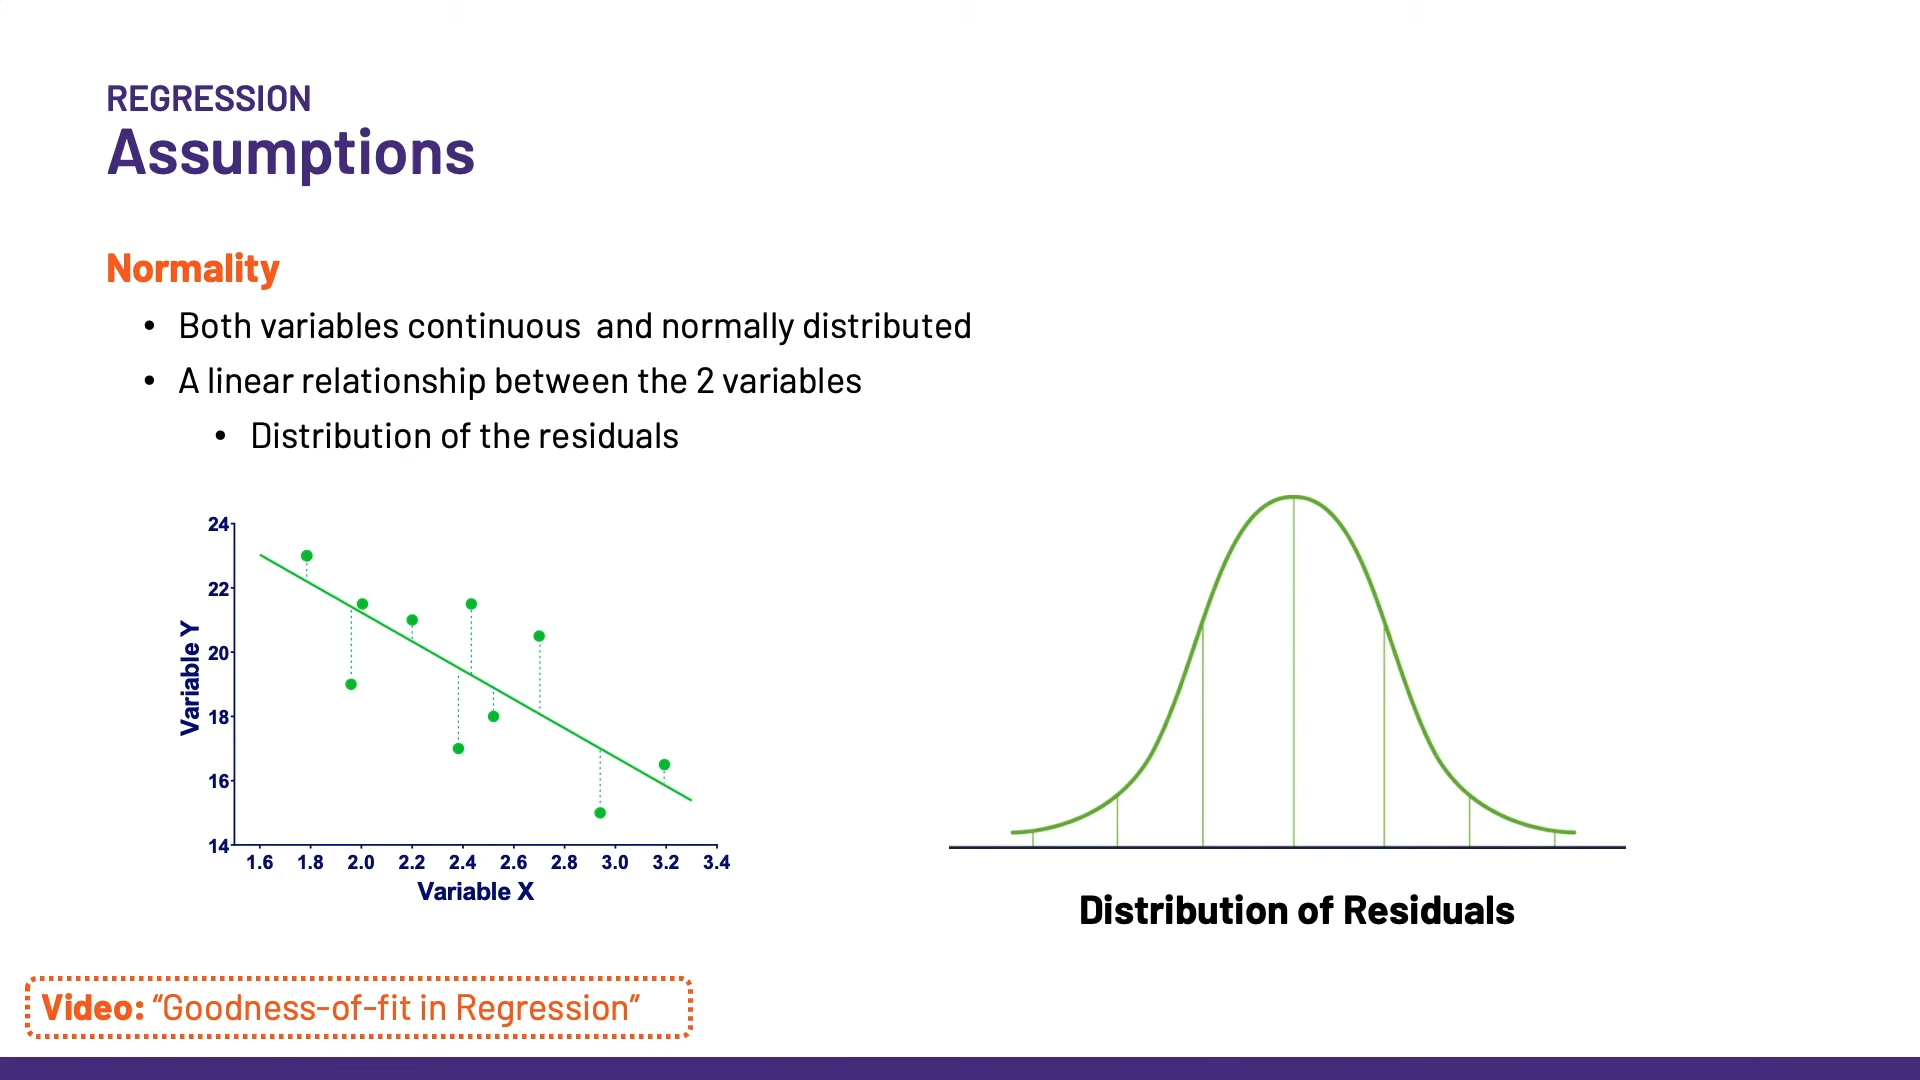 REGRESSION
Assumptions
Normality
• Both variables continuous  and normally distributed
• A linear relationship between the 2 variables
• Distribution of the residuals
24
22
20
18
16
14
Variable Y
1.6 1.8 2.0 2.2 2.4 2.6 2.8 3.0 3.2 3.4
Variable X
Distribution of Residuals
Video: “Goodness-of-fit in Regression”